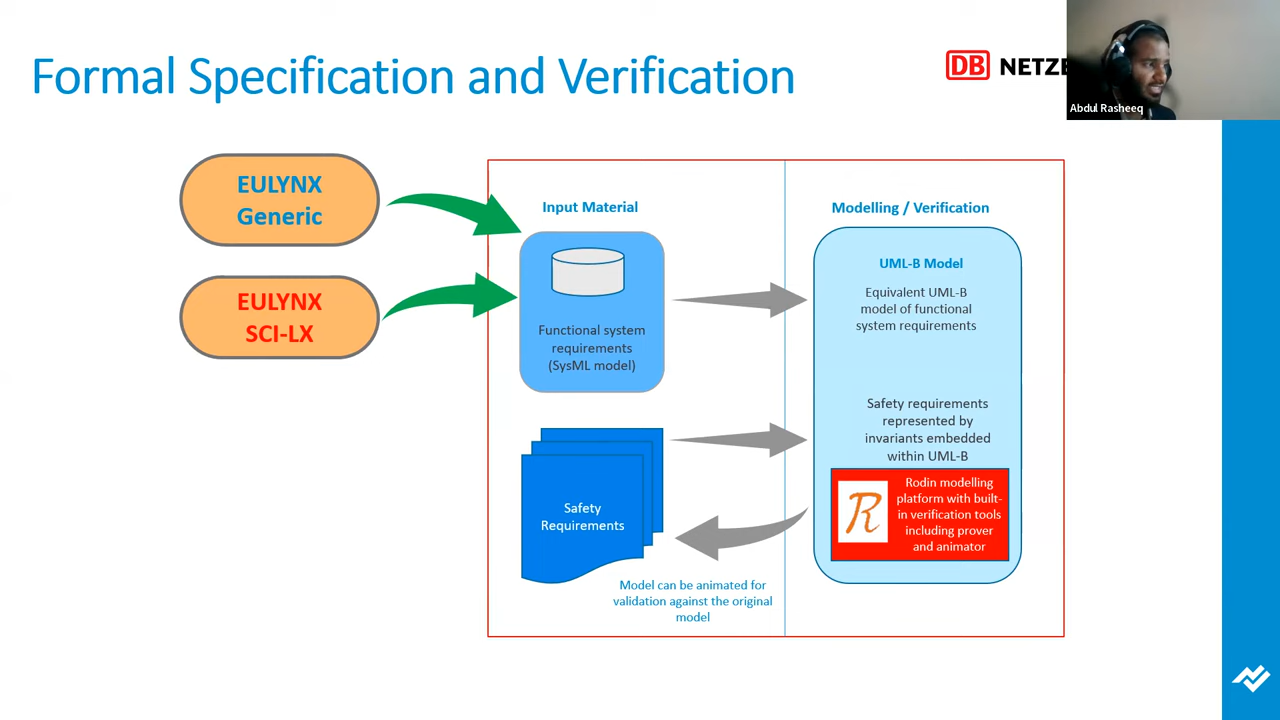 Formal Specification and Verification
DB NETZE
Abdul Rasheeq
EULYNX
Generic
EULYNX
SCI-LX
Input Material
Functional system
requirements
(SysML model)
Safety
Requirements
Model can be animated for
validation against the original
model
Modelling / Verification
UML-B Model
Equivalent UML-B
model of functional
system requirements
Safety requirements
represented by
invariants embedded
within UML-B
R
Rodin modelling
platform with built-
in verification tools
including prover
and animator